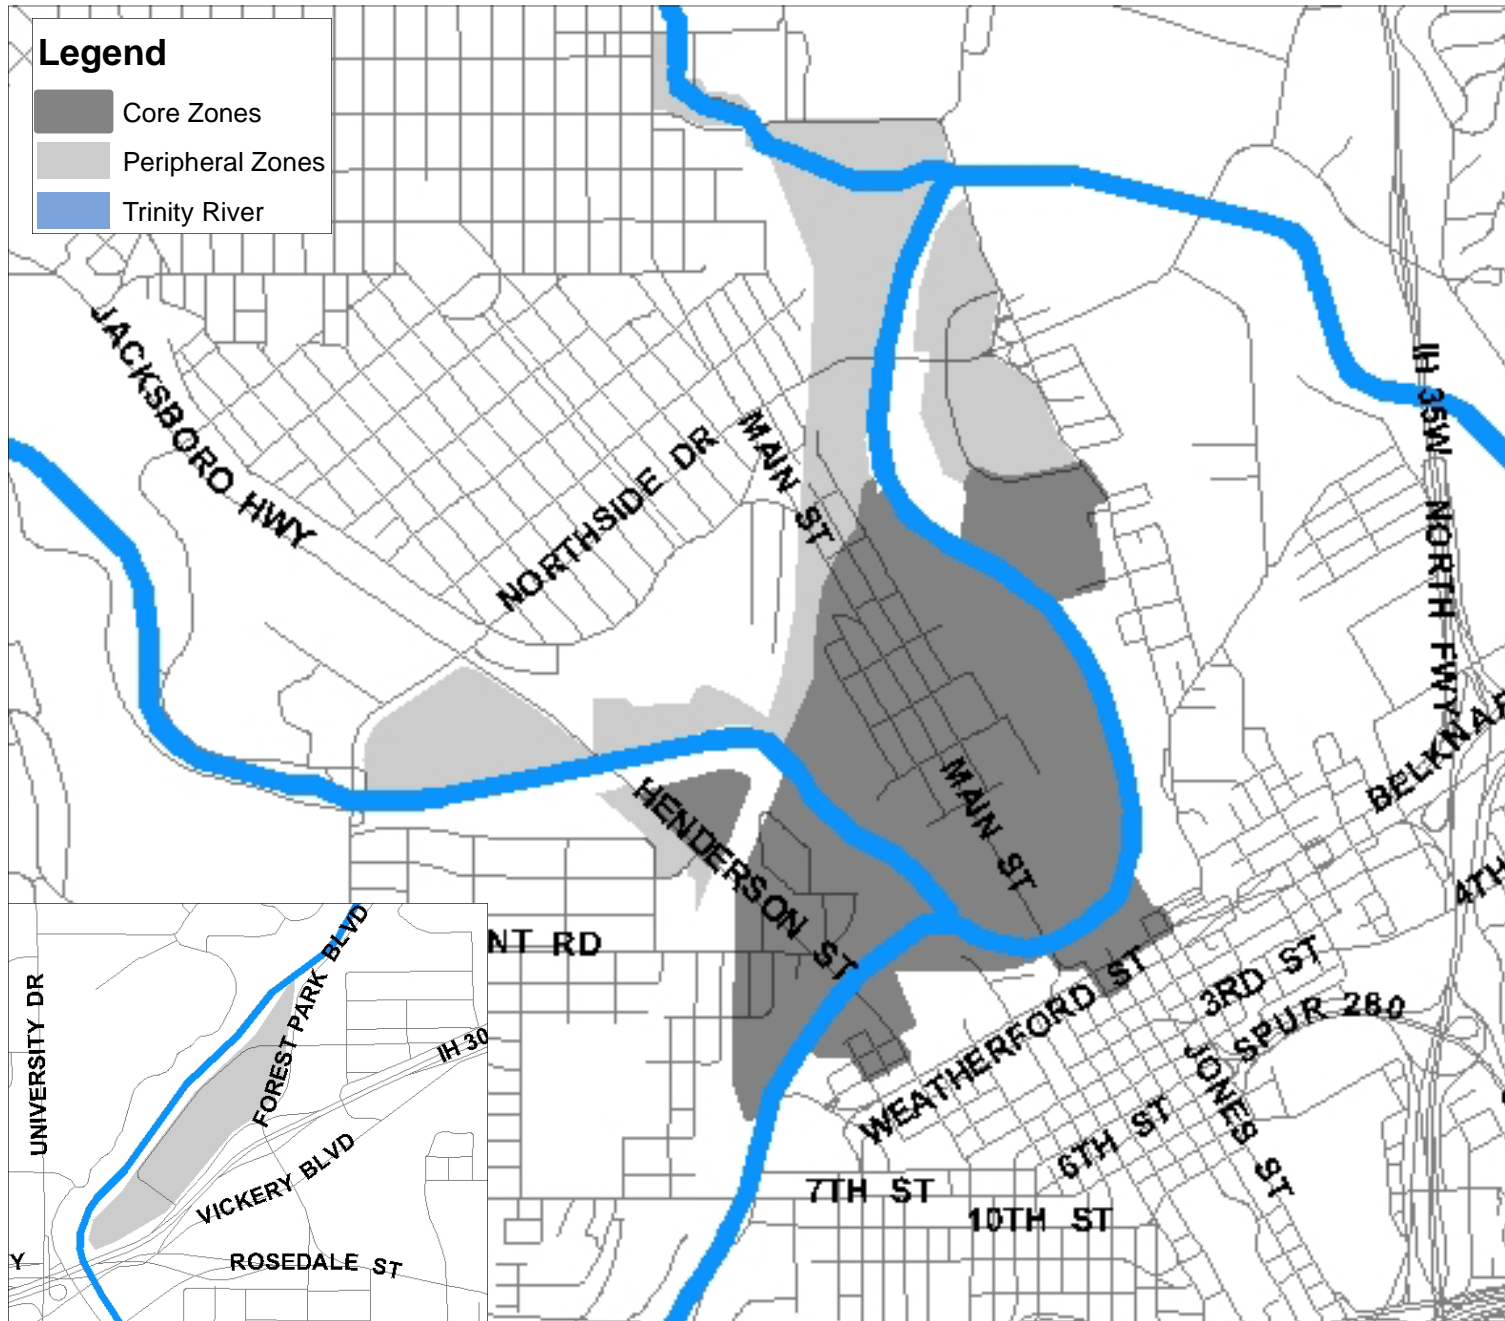 Legend
Core Zones
Peripheral Zones
Trinity River
JACKSBORO HWY
NORTHSIDE DR
MAIN ST
IH 35W NORTH FWY
HENDERSON ST
MAIN ST
BELKNAP
4TH
NT RD
WEATHERFORD ST
3RD ST
SPUR 280
JONES ST
6TH ST
7TH ST
10TH ST
UNIVERSITY DR
FOREST PARK BLVD
IH 30
VICKERY BLVD
ROSEDALE ST
Y